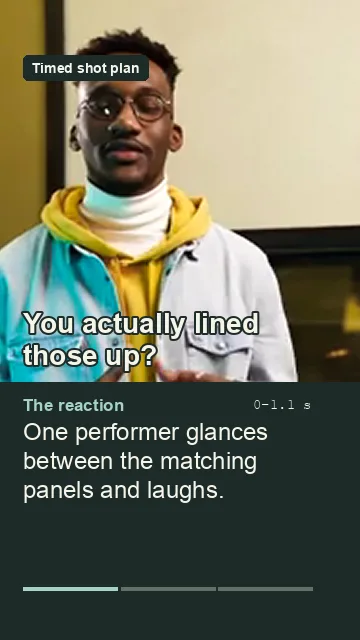 Timed shot plan
You actually lined
those up?
The reaction
0–1.1 s
One performer glances
between the matching
panels and laughs.